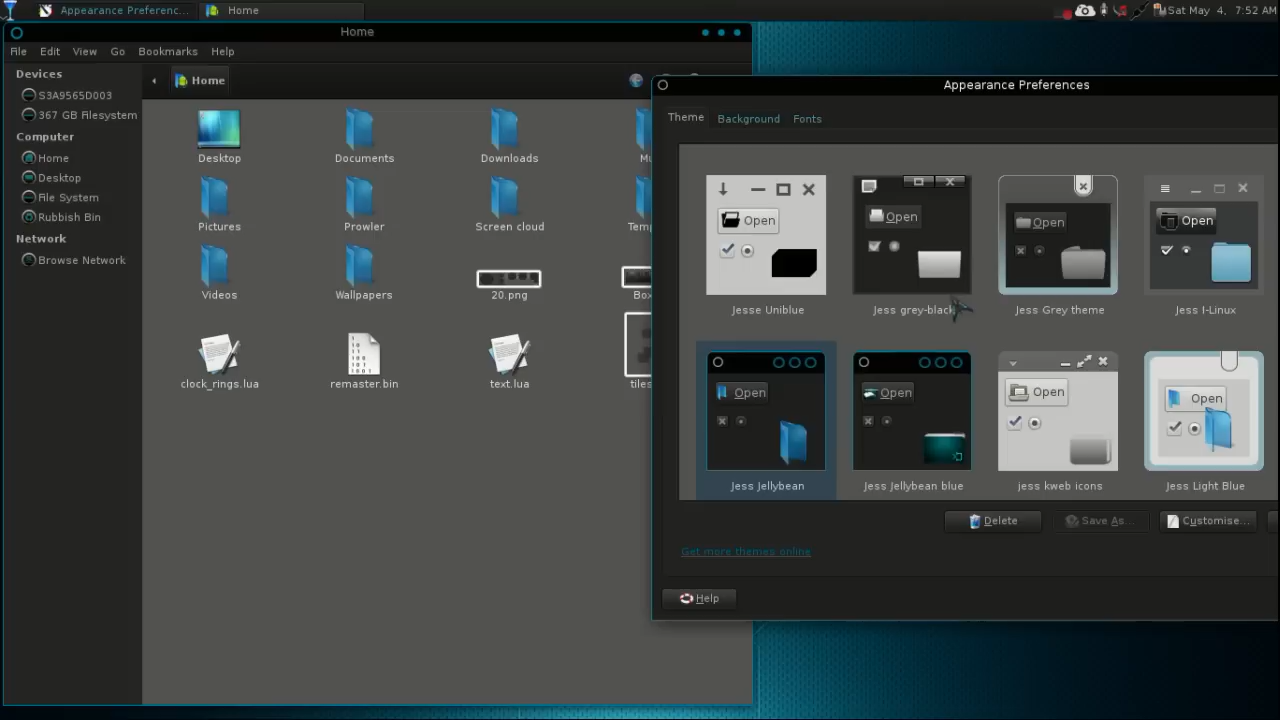 Appearance Preferenc...
Home
Sat May 4, 7:52 AM
Home
File Edit View Go Bookmarks Help
Devices
S3A9565D003
367 GB Filesystem
Computer
Home
Desktop
File System
Rubbish Bin
Network
Browse Network
Home
Desktop
Documents
Downloads
Mu
Pictures
Prowler
Screen cloud
Temp
Videos
Wallpapers
20.png
Box
clock_rings.lua
remaster.bin
text.lua
tiles
Appearance Preferences
Theme Background Fonts
Open
Open
Open
Open
Jesse Uniblue
Jess grey-black
Jess Grey theme
Jess I-Linux
Open
Open
Open
Open
Jess Jellybean
Jess Jellybean blue
jess kweb icons
Jess Light Blue
Delete
Save As...
Customise...
Get more themes online
Help